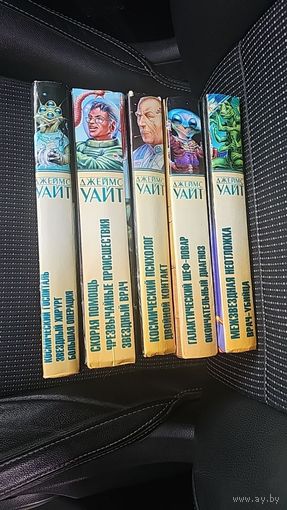 ДЖЕЙМС
УАЙТ
КОСМИЧЕСКИЙ ГОСПИТАЛЬ
ЗВЕЗДНЫЙ ХИРУРГ
БОЛЬШАЯ ОПЕРАЦИЯ
ДЖЕЙМС
УАЙТ
СКОРАЯ ПОМОЩЬ
ЧРЕЗВЫЧАЙНЫЕ ПРОИСШЕСТВИЯ
ЗВЕЗДНЫЙ ВРАЧ
ДЖЕЙМС
УАЙТ
КОСМИЧЕСКИЙ ПСИХОЛОГ
ДВОЙНОЙ КОНТАКТ
ДЖЕЙМС
УАЙТ
ГАЛАКТИЧЕСКИЙ ШЕФ-ПОВАР
ОКОНЧАТЕЛЬНЫЙ ДИАГНОЗ
ДЖЕЙМС
УАЙТ
МЕЖЗВЕЗДНАЯ НЕОТЛОЖКА
ВРАЧ-УБИЙЦА
www.ay.by